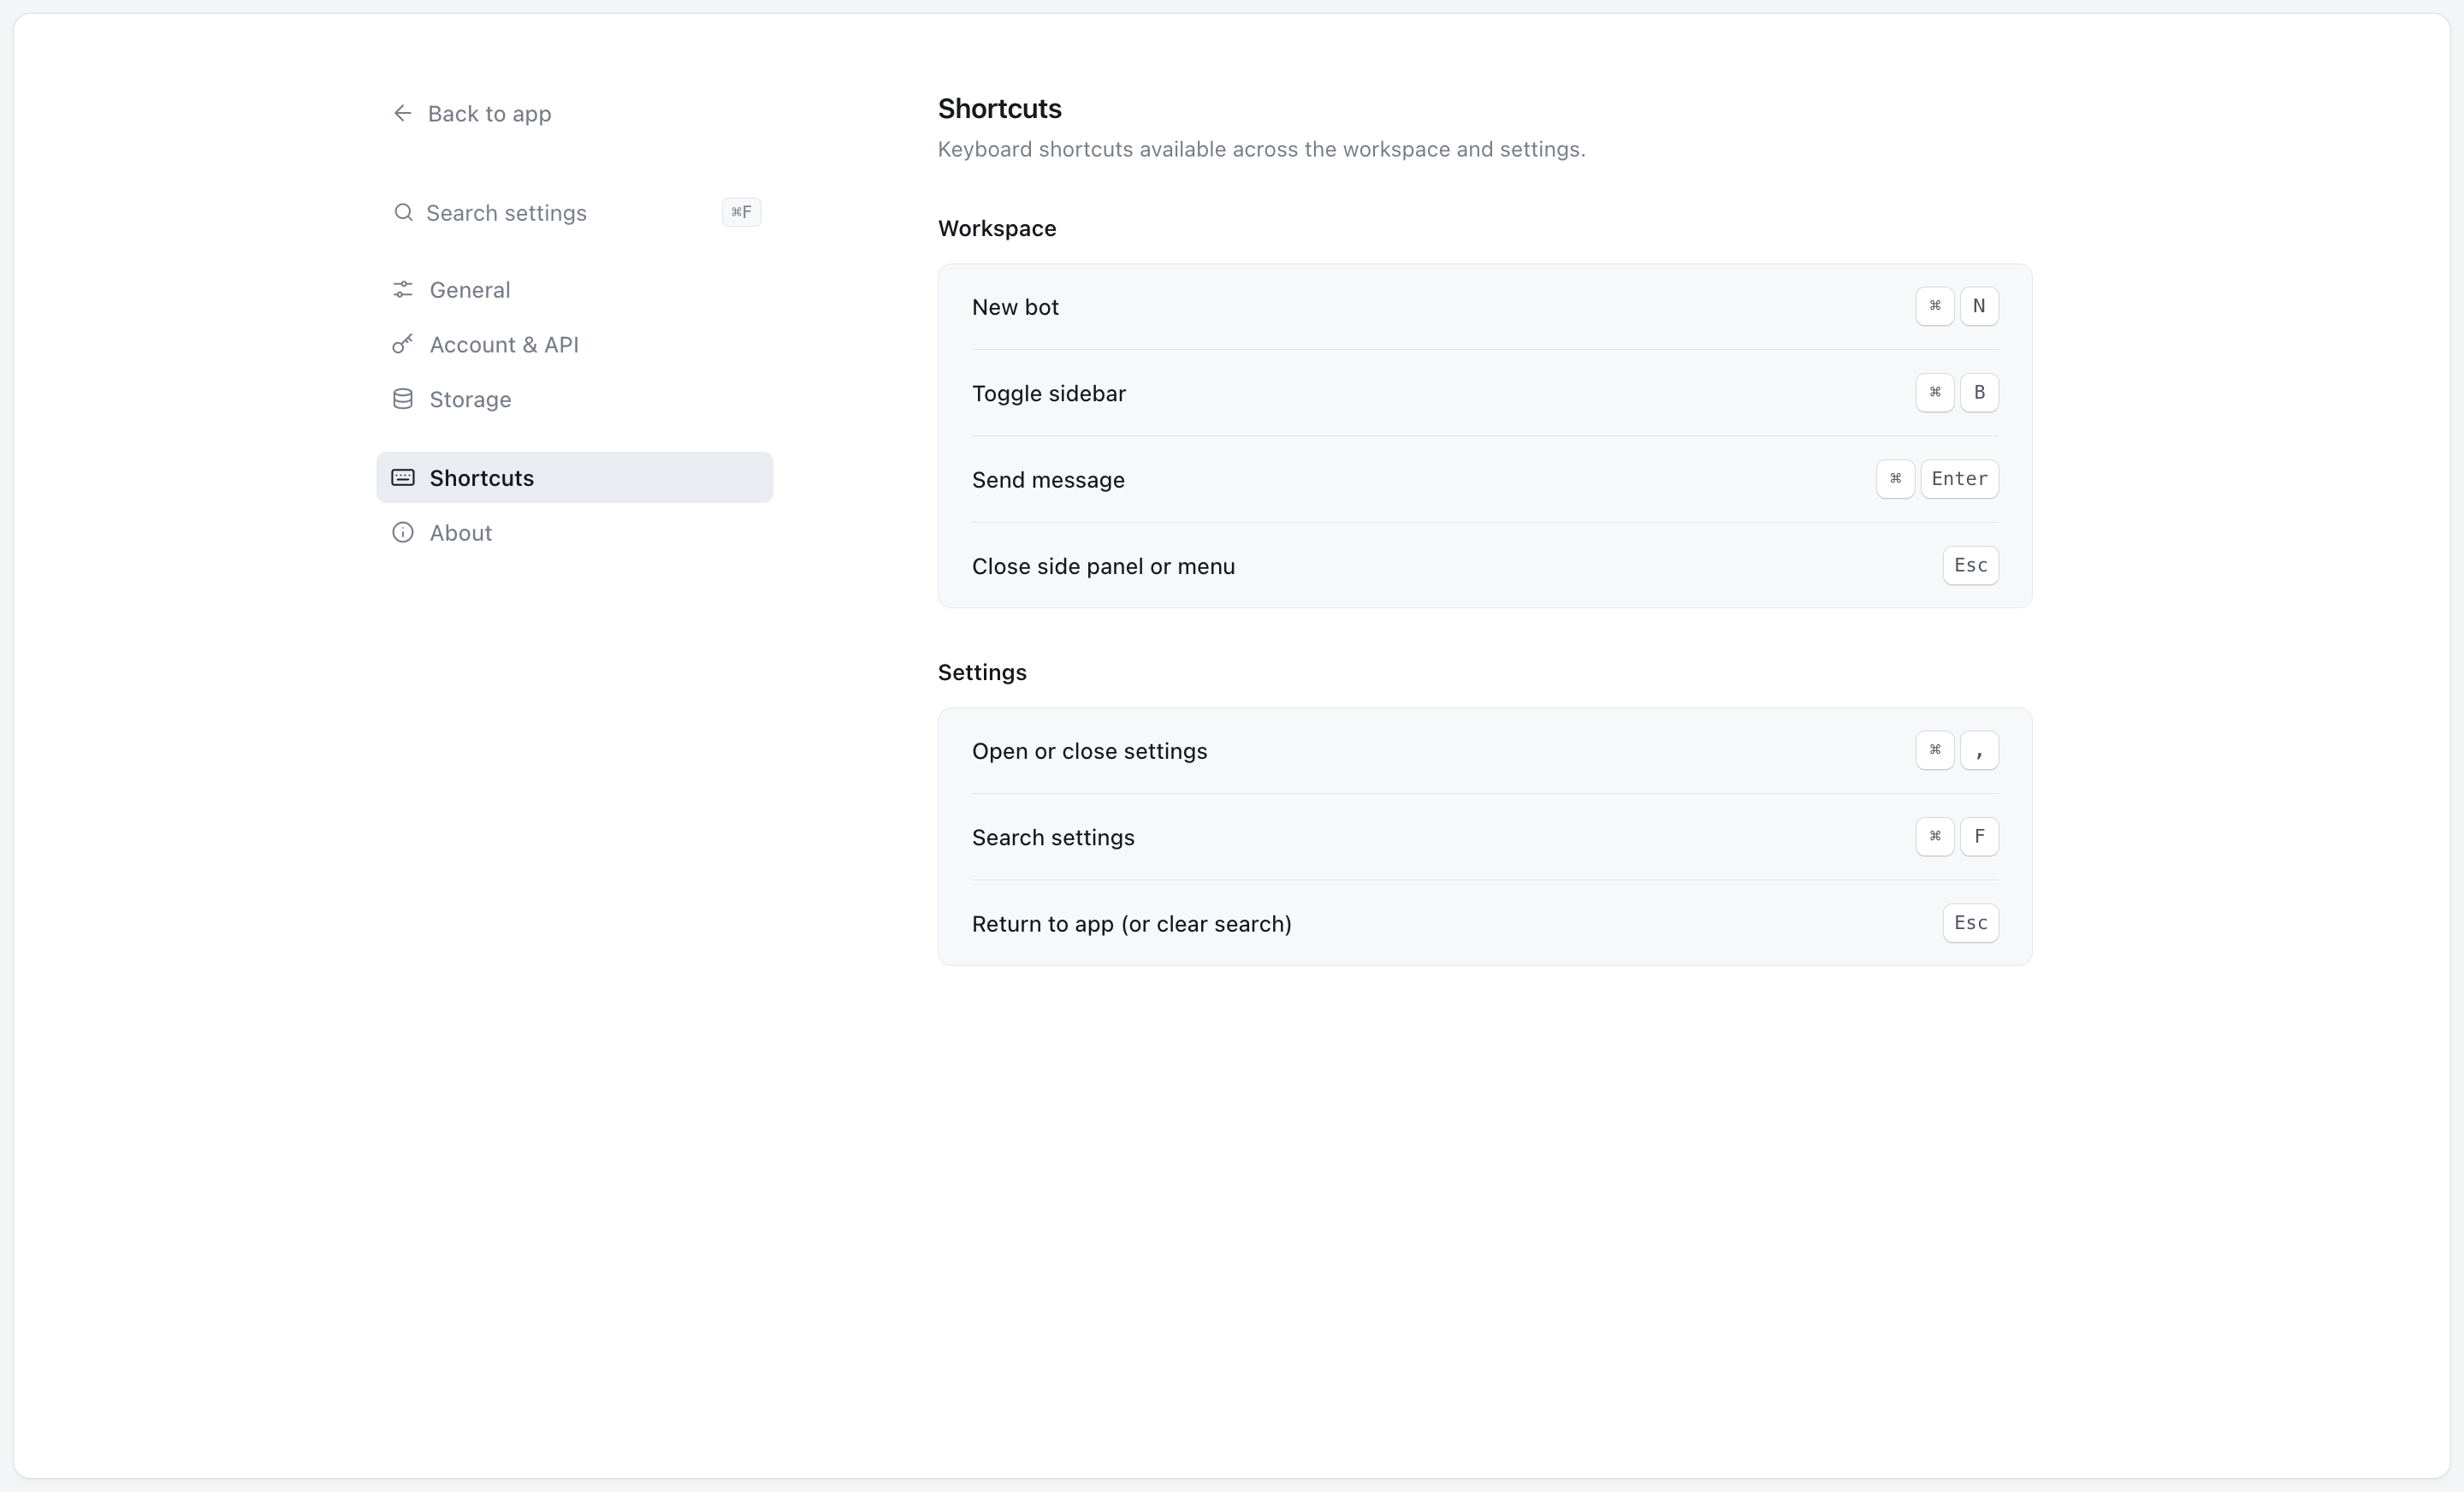 Back to app
Search settings ⌘F
General
Account & API
Storage
Shortcuts
About
Shortcuts
Keyboard shortcuts available across the workspace and settings.
Workspace
New bot ⌘ N
Toggle sidebar ⌘ B
Send message ⌘ Enter
Close side panel or menu Esc
Settings
Open or close settings ⌘ ,
Search settings ⌘ F
Return to app (or clear search) Esc